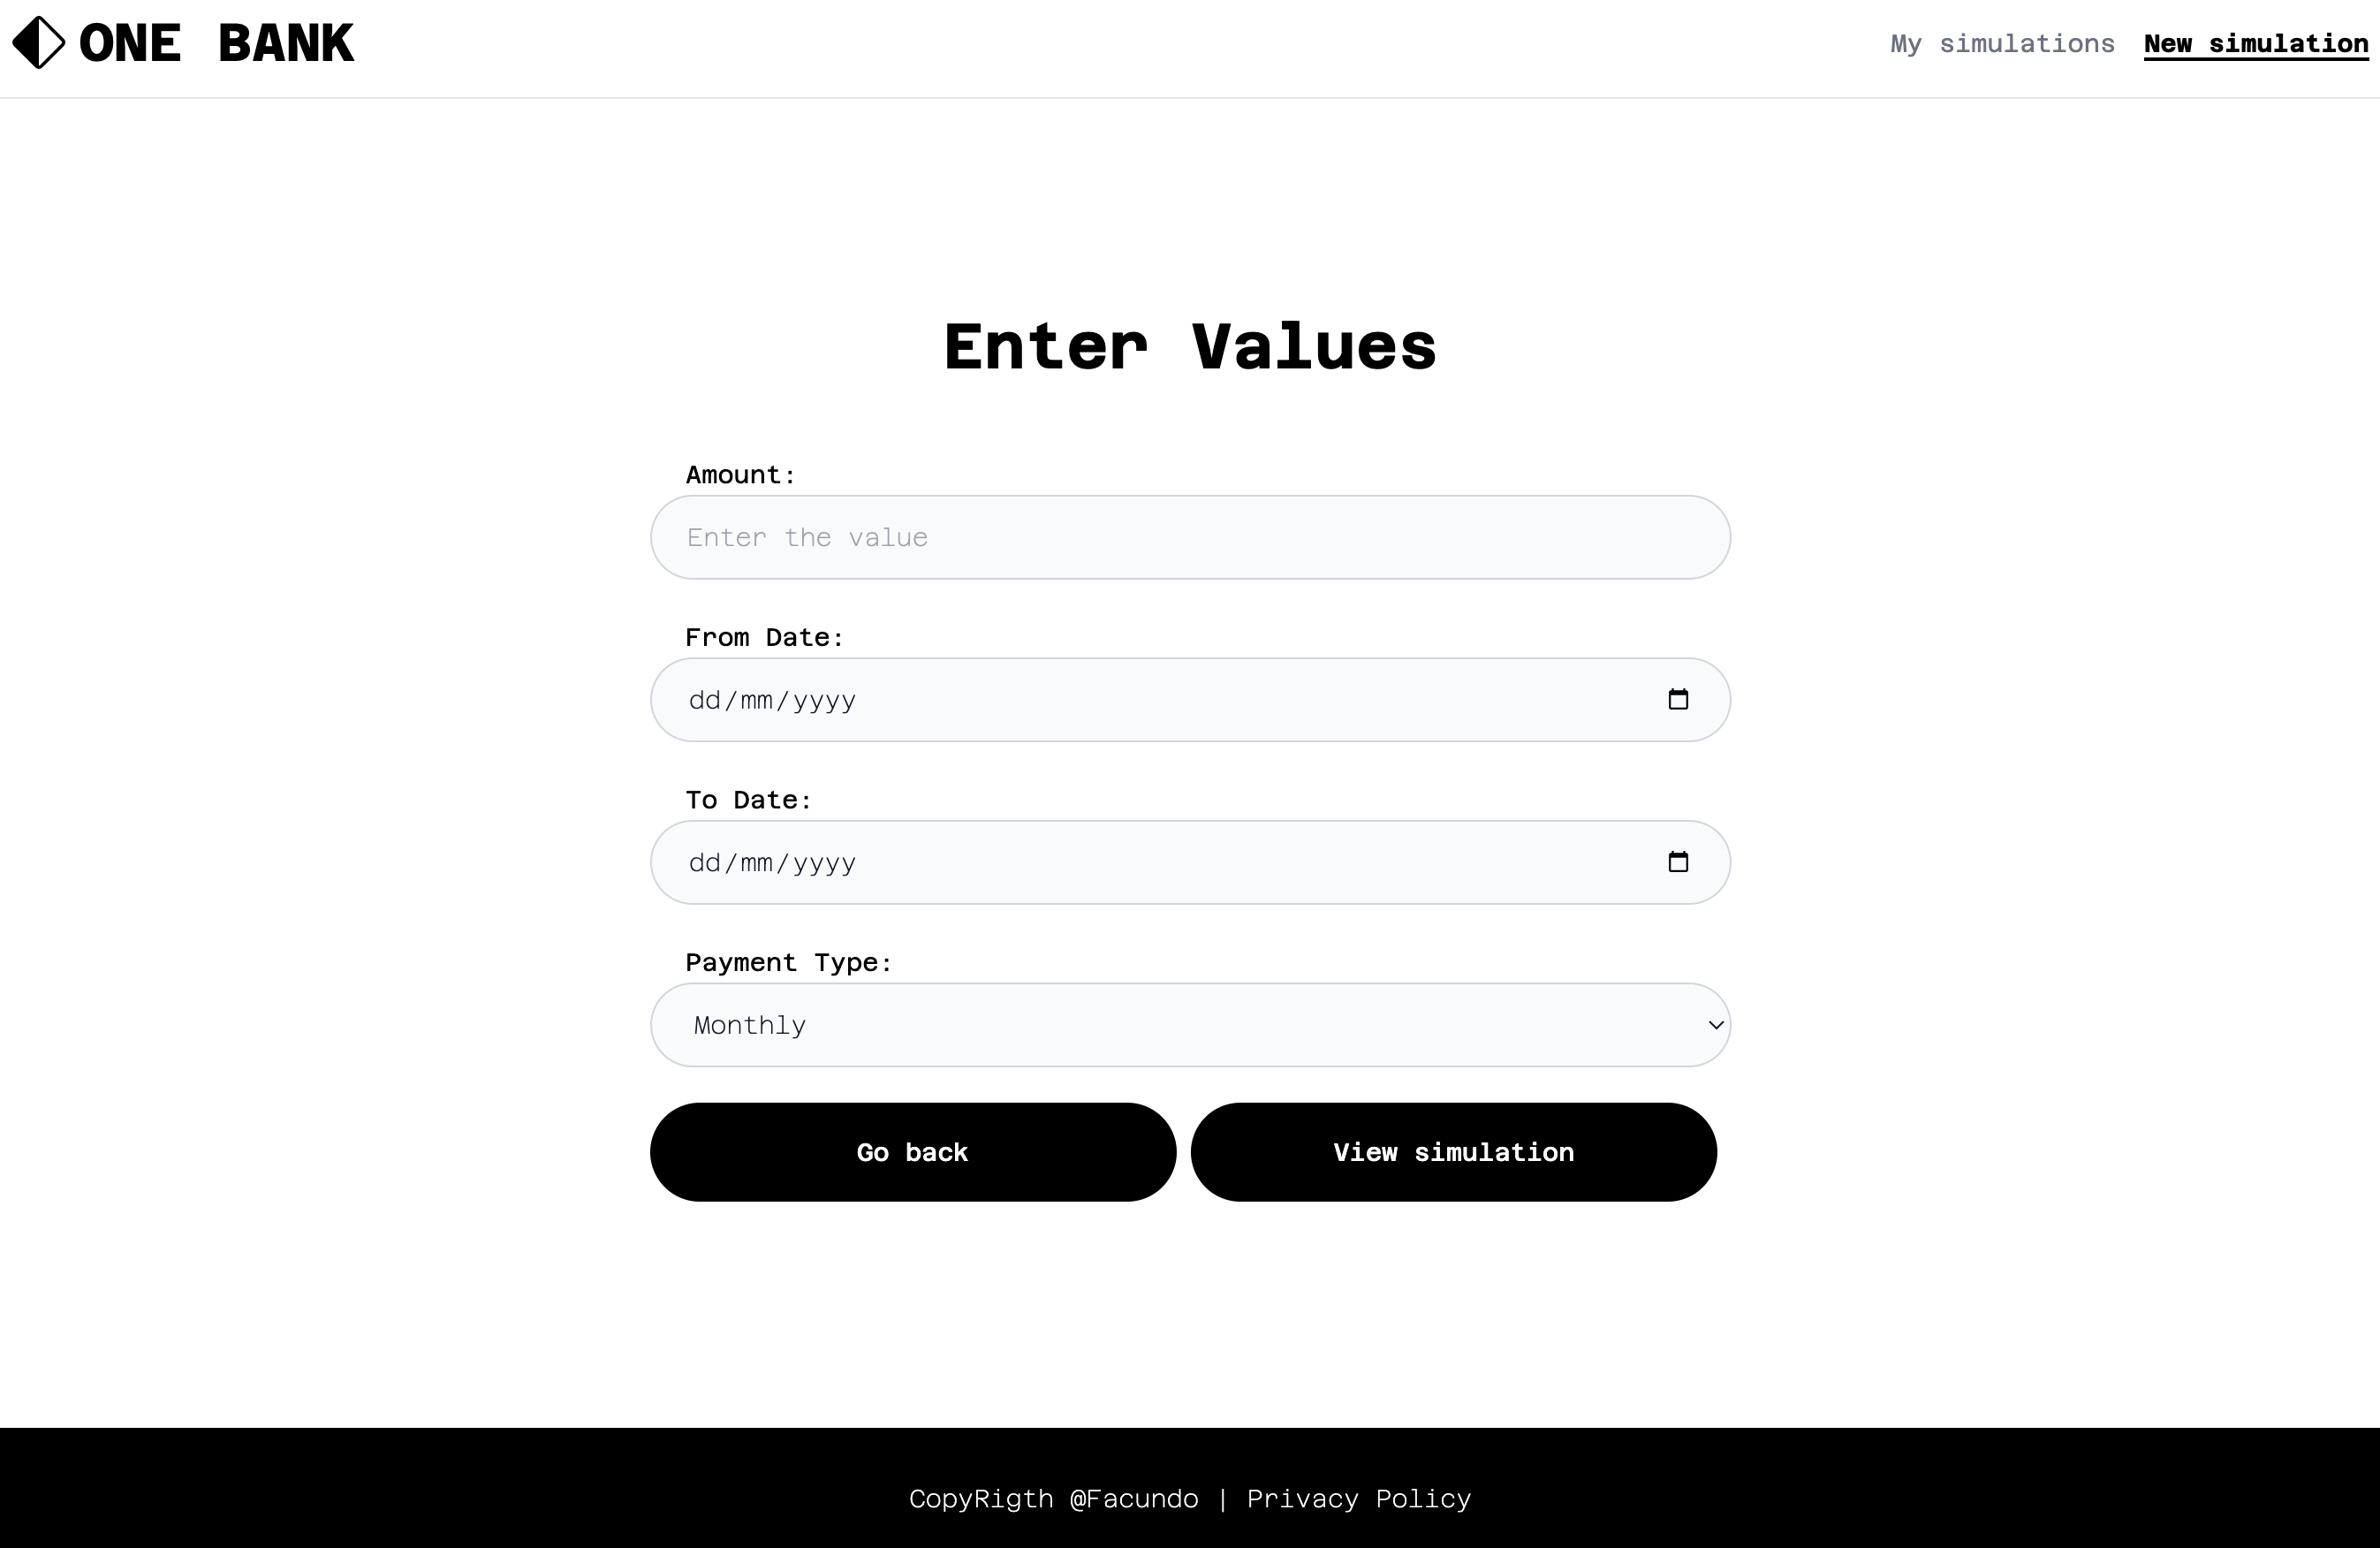 ONE BANK
My simulations New simulation
Enter Values
Amount:
Enter the value
From Date:
dd/mm/yyyy
To Date:
dd/mm/yyyy
Payment Type:
Monthly
Go back View simulation
CopyRigth @Facundo | Privacy Policy